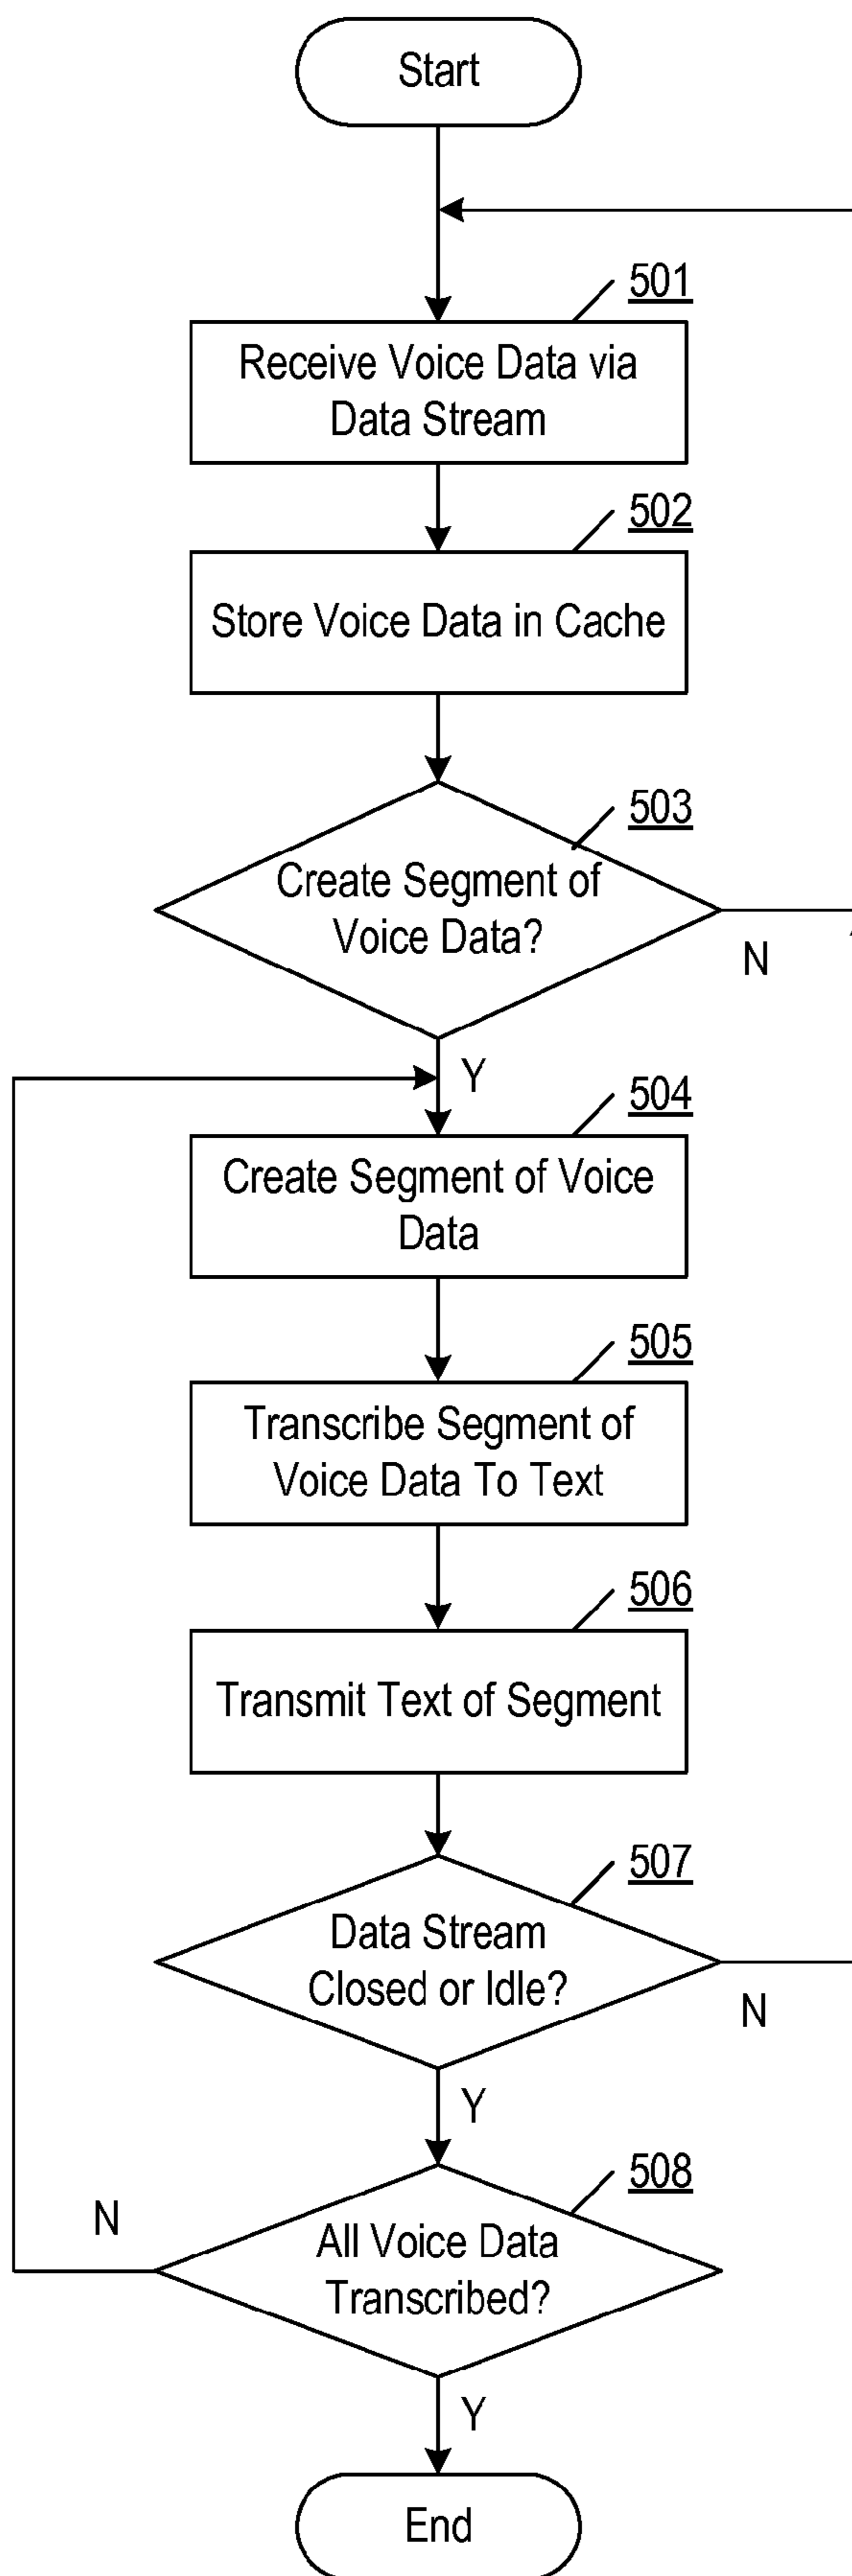 Start
501
Receive Voice Data via
Data Stream
502
Store Voice Data in Cache
503
Create Segment of
Voice Data?
N
Y
504
Create Segment of Voice
Data
505
Transcribe Segment of
Voice Data To Text
506
Transmit Text of Segment
507
Data Stream
Closed or Idle?
N
Y
508
N
All Voice Data
Transcribed?
Y
End